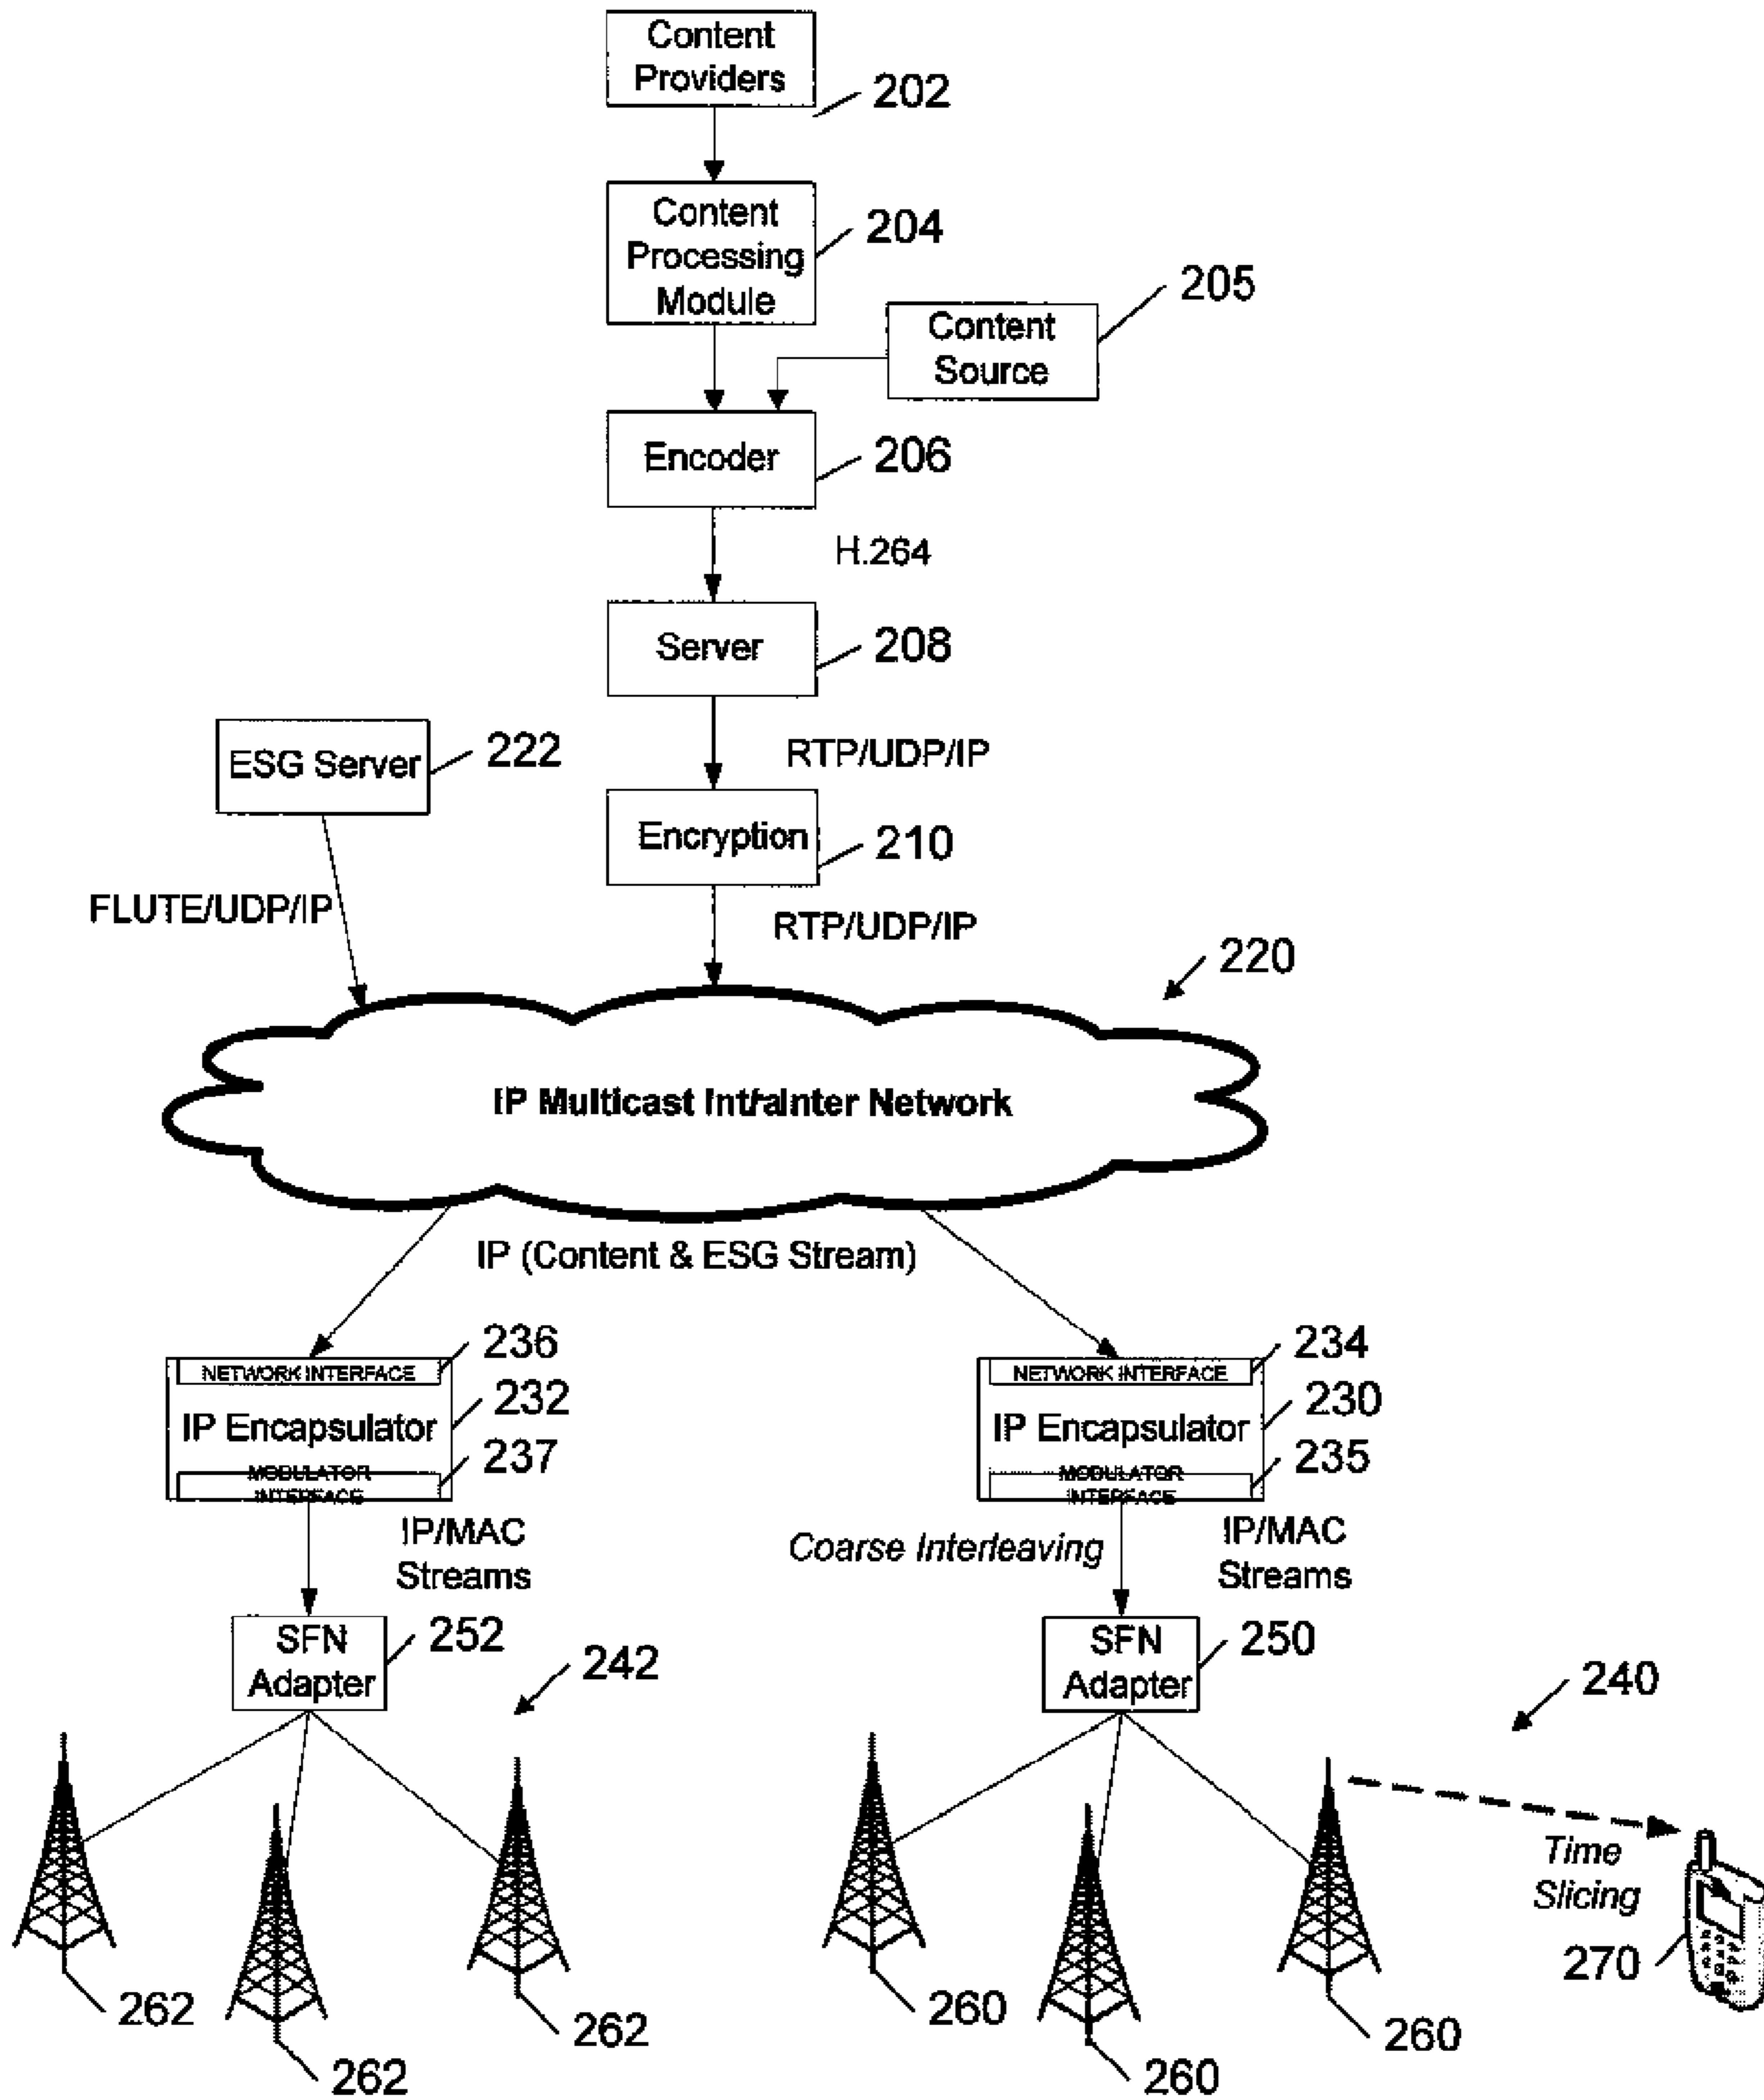 Content
Providers
202
Content
Processing
Module
204
205
Content
Source
Encoder
206
H.264
Server
208
ESG Server
222
RTP/UDP/IP
Encryption
210
FLUTE/UDP/IP
RTP/UDP/IP
220
IP Multicast Intra/Inter Network
IP (Content & ESG Stream)
NETWORK INTERFACE
236
IP Encapsulator
232
MODULATOR
INTERFACE
237
NETWORK INTERFACE
234
IP Encapsulator
230
MODULATOR
INTERFACE
235
IP/MAC
Streams
Coarse Interleaving
IP/MAC
Streams
SFN
Adapter
252
242
SFN
Adapter
250
240
Time
Slicing
270
262
262
262
260
260
260